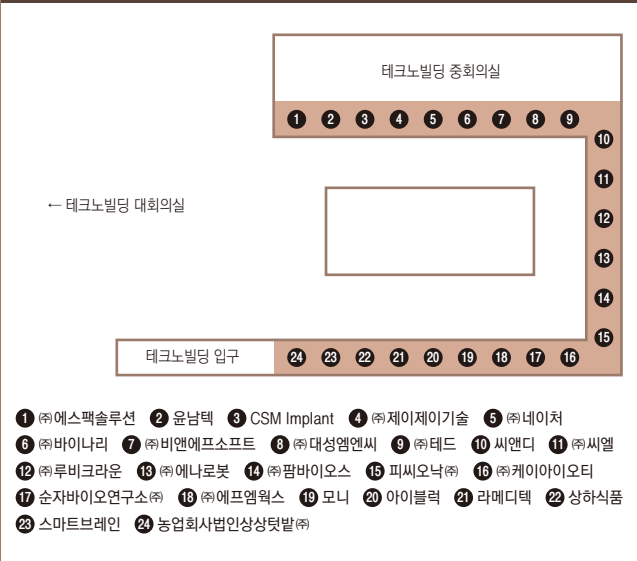 테크노빌딩 중회의실
1 2 3 4 5 6 7 8 9
10
11
← 테크노빌딩 대회의실
12
13
14
15
테크노빌딩 입구 24 23 22 21 20 19 18 17 16
1 ㈜에스팩솔루션 2 윤남텍 3 CSM Implant 4 ㈜제이제이기술 5 ㈜네이처
6 ㈜바이나리 7 ㈜비앤에프소프트 8 ㈜대성엠엔씨 9 ㈜테드 10 씨앤디 11 ㈜씨엘
12 ㈜루비크라운 13 ㈜에나로봇 14 ㈜팜바이오스 15 피씨오낙㈜ 16 ㈜케이아이오티
17 순자바이오연구소㈜ 18 ㈜에프엠웍스 19 모니 20 아이블럭 21 라메디텍 22 상하식품
23 스마트브레인 24 농업회사법인상상텃밭㈜